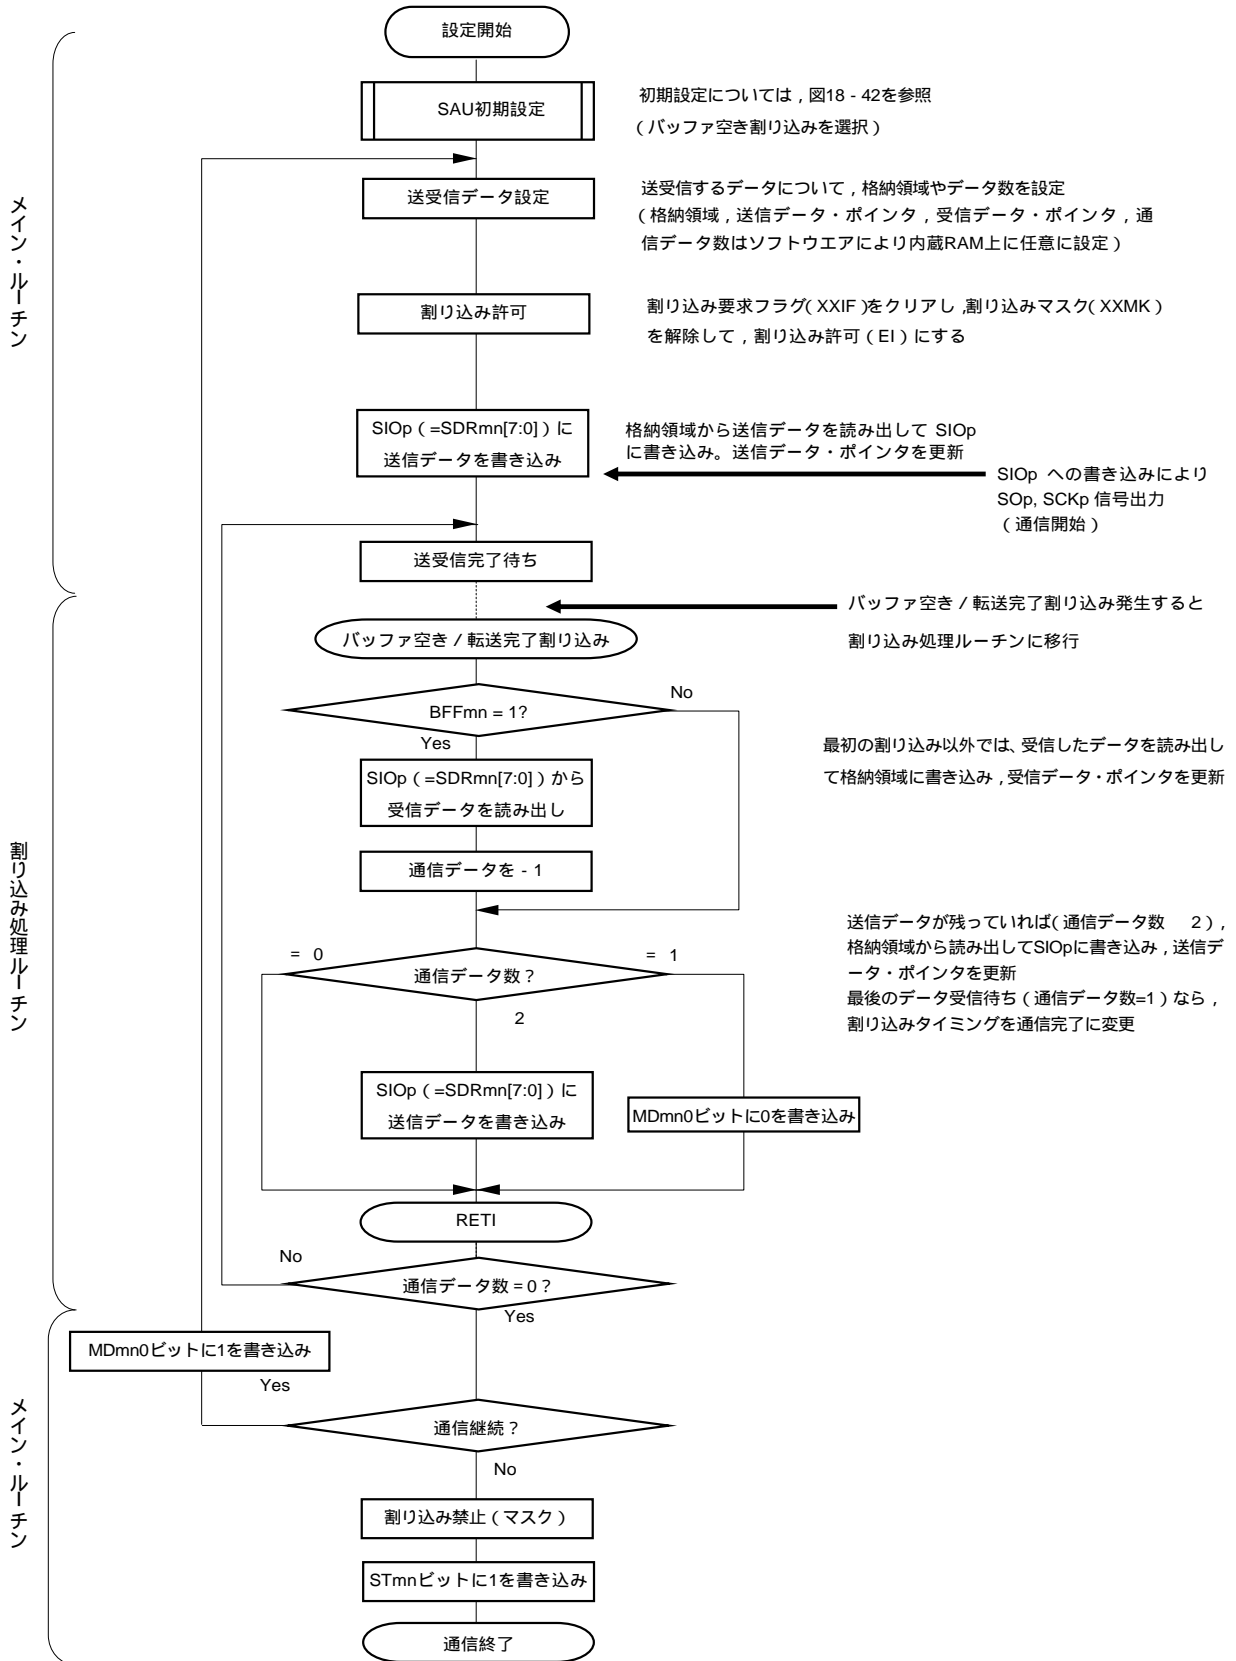 設定開始
SAU初期設定
初期設定については，図18 - 42を参照
（バッファ空き割り込みを選択）
メイン・ルーチン
送受信データ設定
送受信するデータについて，格納領域やデータ数を設定
（格納領域，送信データ・ポインタ，受信データ・ポインタ，通
信データ数はソフトウエアにより内蔵RAM上に任意に設定）
割り込み許可
割り込み要求フラグ（XXIF）をクリアし，割り込みマスク（XXMK）
を解除して，割り込み許可（EI）にする
SIOp（=SDRmn[7:0]）に
送信データを書き込み
格納領域から送信データを読み出して SIOp
に書き込み。送信データ・ポインタを更新
SIOp への書き込みにより
SOp, SCKp 信号出力
（通信開始）
送受信完了待ち
バッファ空き / 転送完了割り込み発生すると
割り込み処理ルーチンに移行
バッファ空き / 転送完了割り込み
割り込み処理ルーチン
BFFmn = 1?
No
Yes
SIOp（=SDRmn[7:0]）から
受信データを読み出し
最初の割り込み以外では、受信したデータを読み出し
て格納領域に書き込み，受信データ・ポインタを更新
通信データを - 1
通信データ数？
= 0
= 1
2
送信データが残っていれば（通信データ数 2），
格納領域から読み出してSIOpに書き込み，送信デ
ータ・ポインタを更新
最後のデータ受信待ち（通信データ数=1）なら，
割り込みタイミングを通信完了に変更
SIOp（=SDRmn[7:0]）に
送信データを書き込み
MDmn0ビットに0を書き込み
RETI
No
通信データ数 = 0？
Yes
メイン・ルーチン
MDmn0ビットに1を書き込み
Yes
通信継続？
No
割り込み禁止（マスク）
STmnビットに1を書き込み
通信終了